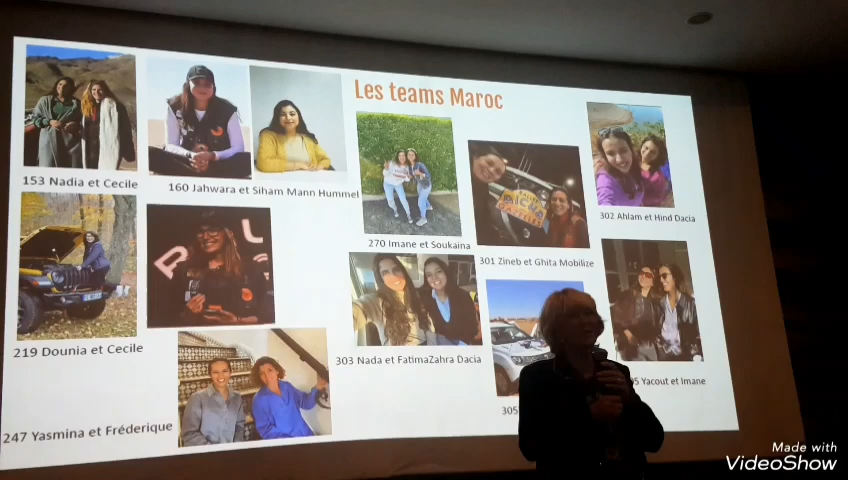 Les teams Maroc
153 Nadia et Cecile
160 Jahwara et Siham Mann Hummel
270 Imane et Soukaina
301 Zineb et Ghita Mobilize
302 Ahlam et Hind Dacia
219 Dounia et Cecile
303 Nada et FatimaZahra Dacia
305
Yacout et Imane
247 Yasmina et Fréderique
Made with
VideoShow